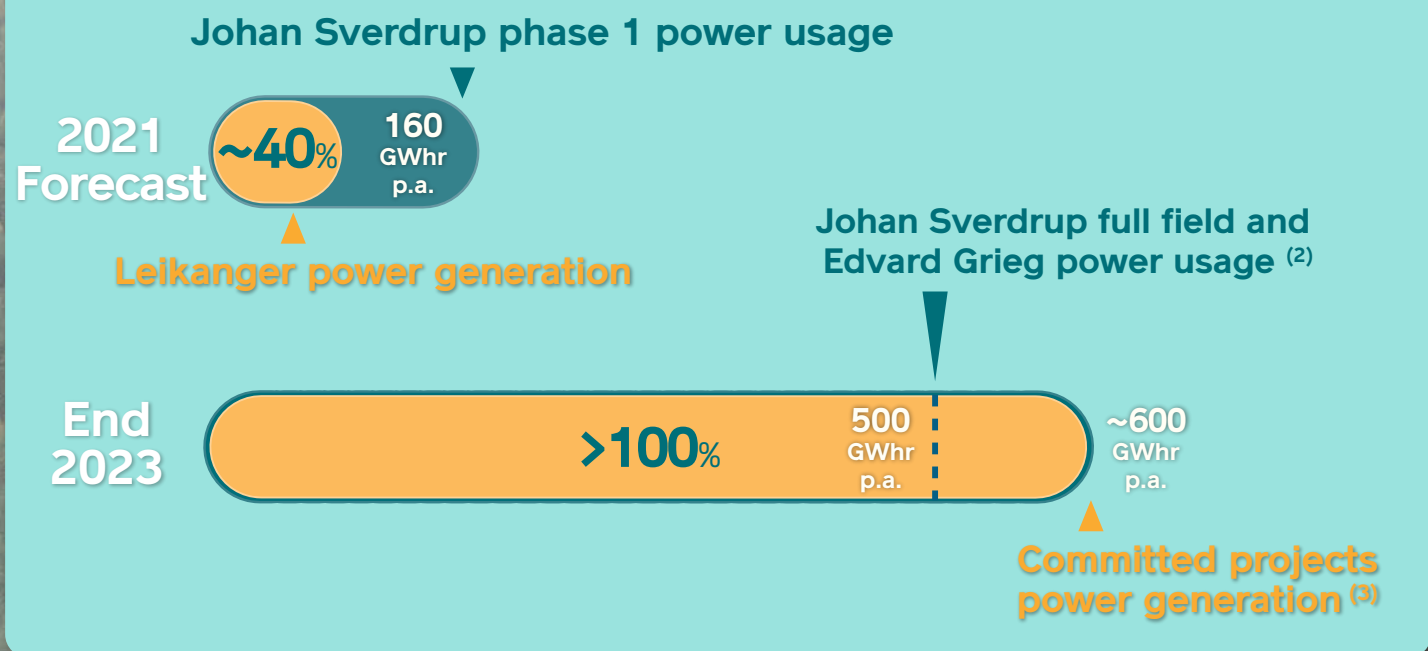 Johan Sverdrup phase 1 power usage
2021
Forecast
~40%
160
GWhr
p.a.
Leikanger power generation
Johan Sverdrup full field and
Edvard Grieg power usage (2)
End
2023
>100%
500
GWhr
p.a.
~600
GWhr
p.a.
Committed projects
power generation (3)